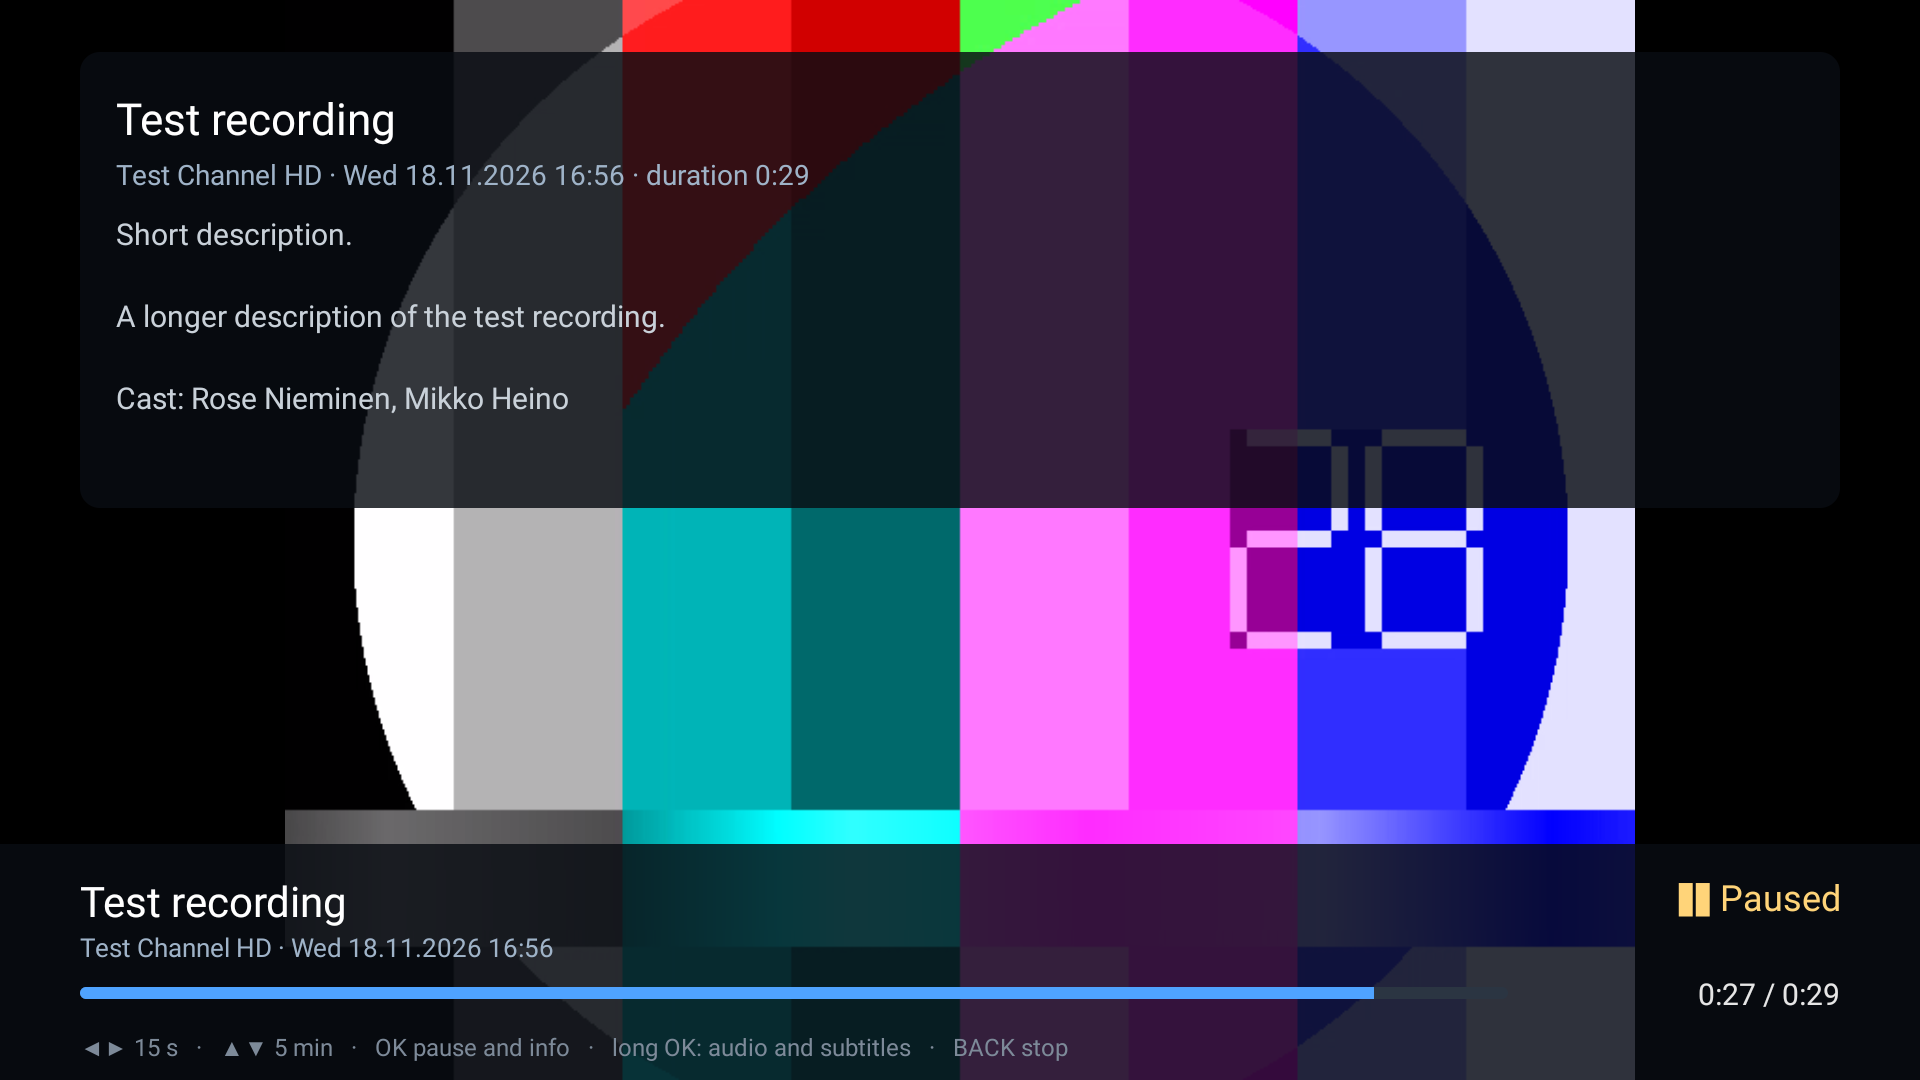 Test recording
Test Channel HD · Wed 18.11.2026 16:56 · duration 0:29
Short description.
A longer description of the test recording.
Cast: Rose Nieminen, Mikko Heino
28
Test recording
Test Channel HD · Wed 18.11.2026 16:56
Paused
0:27 / 0:29
◀ ▶ 15 s · ▲ ▼ 5 min · OK pause and info · long OK: audio and subtitles · BACK stop